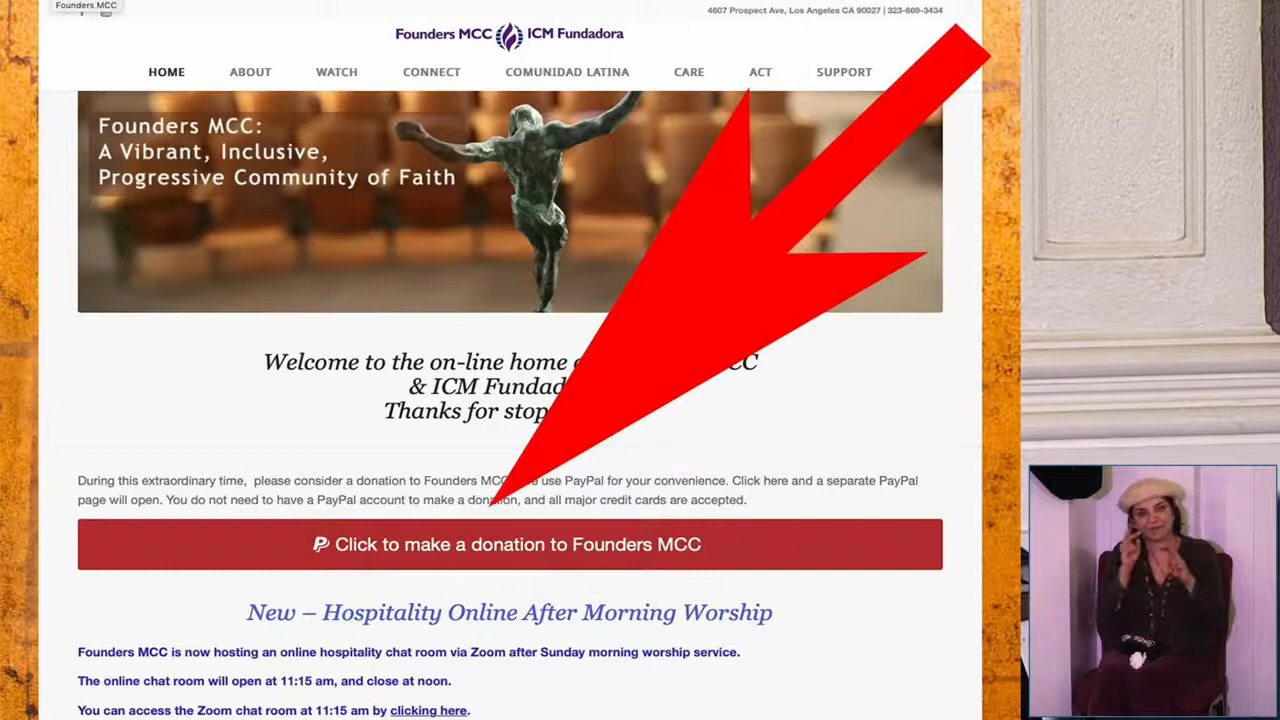 Founders MCC
4607 Prospect Ave, Los Angeles CA 90027 | 323-669-3434
Founders MCC ICM Fundadora
HOME ABOUT WATCH CONNECT COMUNIDAD LATINA CARE ACT SUPPORT
Founders MCC:
A Vibrant, Inclusive,
Progressive Community of Faith
Welcome to the on-line home CC
& ICM Fundad
Thanks for stop
During this extraordinary time, please consider a donation to Founders MCC use PayPal for your convenience. Click here and a separate PayPal
page will open. You do not need to have a PayPal account to make a donation, and all major credit cards are accepted.
Click to make a donation to Founders MCC
New – Hospitality Online After Morning Worship
Founders MCC is now hosting an online hospitality chat room via Zoom after Sunday morning worship service.
The online chat room will open at 11:15 am, and close at noon.
You can access the Zoom chat room at 11:15 am by clicking here.